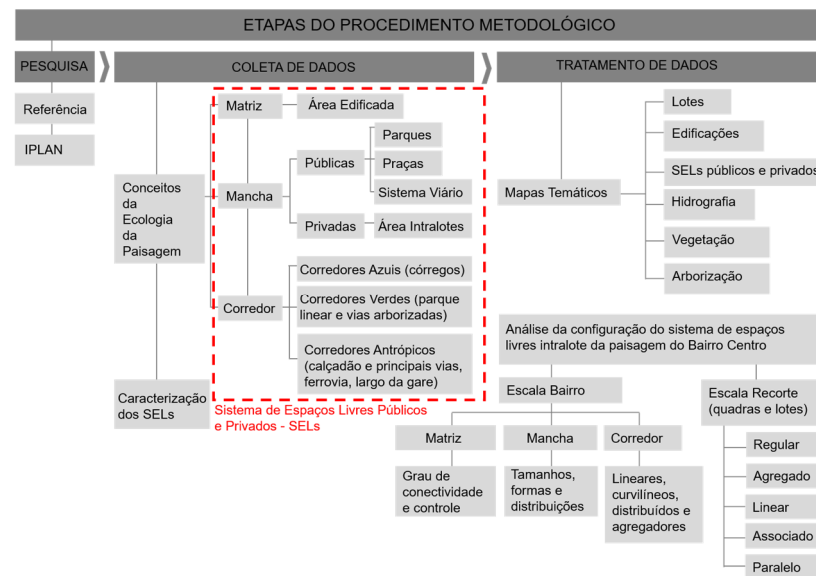 ETAPAS DO PROCEDIMENTO METODOLÓGICO
PESQUISA
COLETA DE DADOS
TRATAMENTO DE DADOS
Referência
IPLAN
Conceitos
da
Ecologia
da
Paisagem
Caracterização
dos SELs
Matriz
Área Edificada
Mancha
Públicas
Parques
Praças
Sistema Viário
Privadas
Área Intralotes
Corredor
Corredores Azuis (córregos)
Corredores Verdes (parque
linear e vias arborizadas)
Corredores Antrópicos
(calçadão e principais vias,
ferrovia, largo da gare)
Sistema de Espaços Livres Públicos
e Privados - SELs
Mapas Temáticos
Lotes
Edificações
SELs públicos e privados
Hidrografia
Vegetação
Arborização
Análise da configuração do sistema de espaços
livres intralote da paisagem do Bairro Centro
Escala Bairro
Matriz
Grau de
conectividade
e controle
Mancha
Tamanhos,
formas e
distribuições
Corredor
Lineares,
curvilíneos,
distribuídos e
agregadores
Escala Recorte
(quadras e lotes)
Regular
Agregado
Linear
Associado
Paralelo